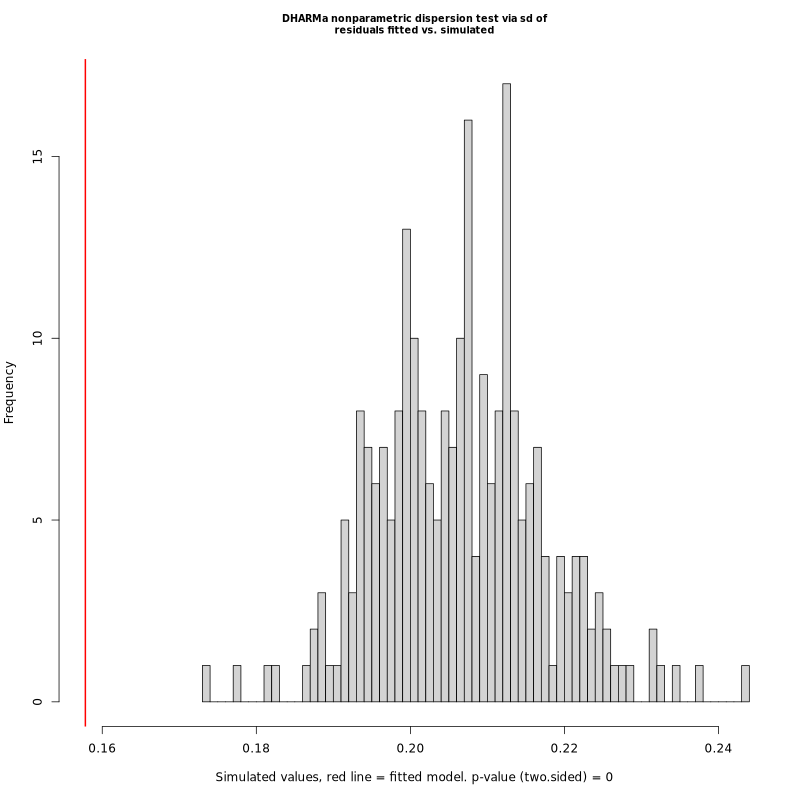 DHARMa nonparametric dispersion test via sd of
residuals fitted vs. simulated
Frequency
15
10
5
0
0.16
0.18
0.20
0.22
0.24
Simulated values, red line = fitted model. p-value (two.sided) = 0